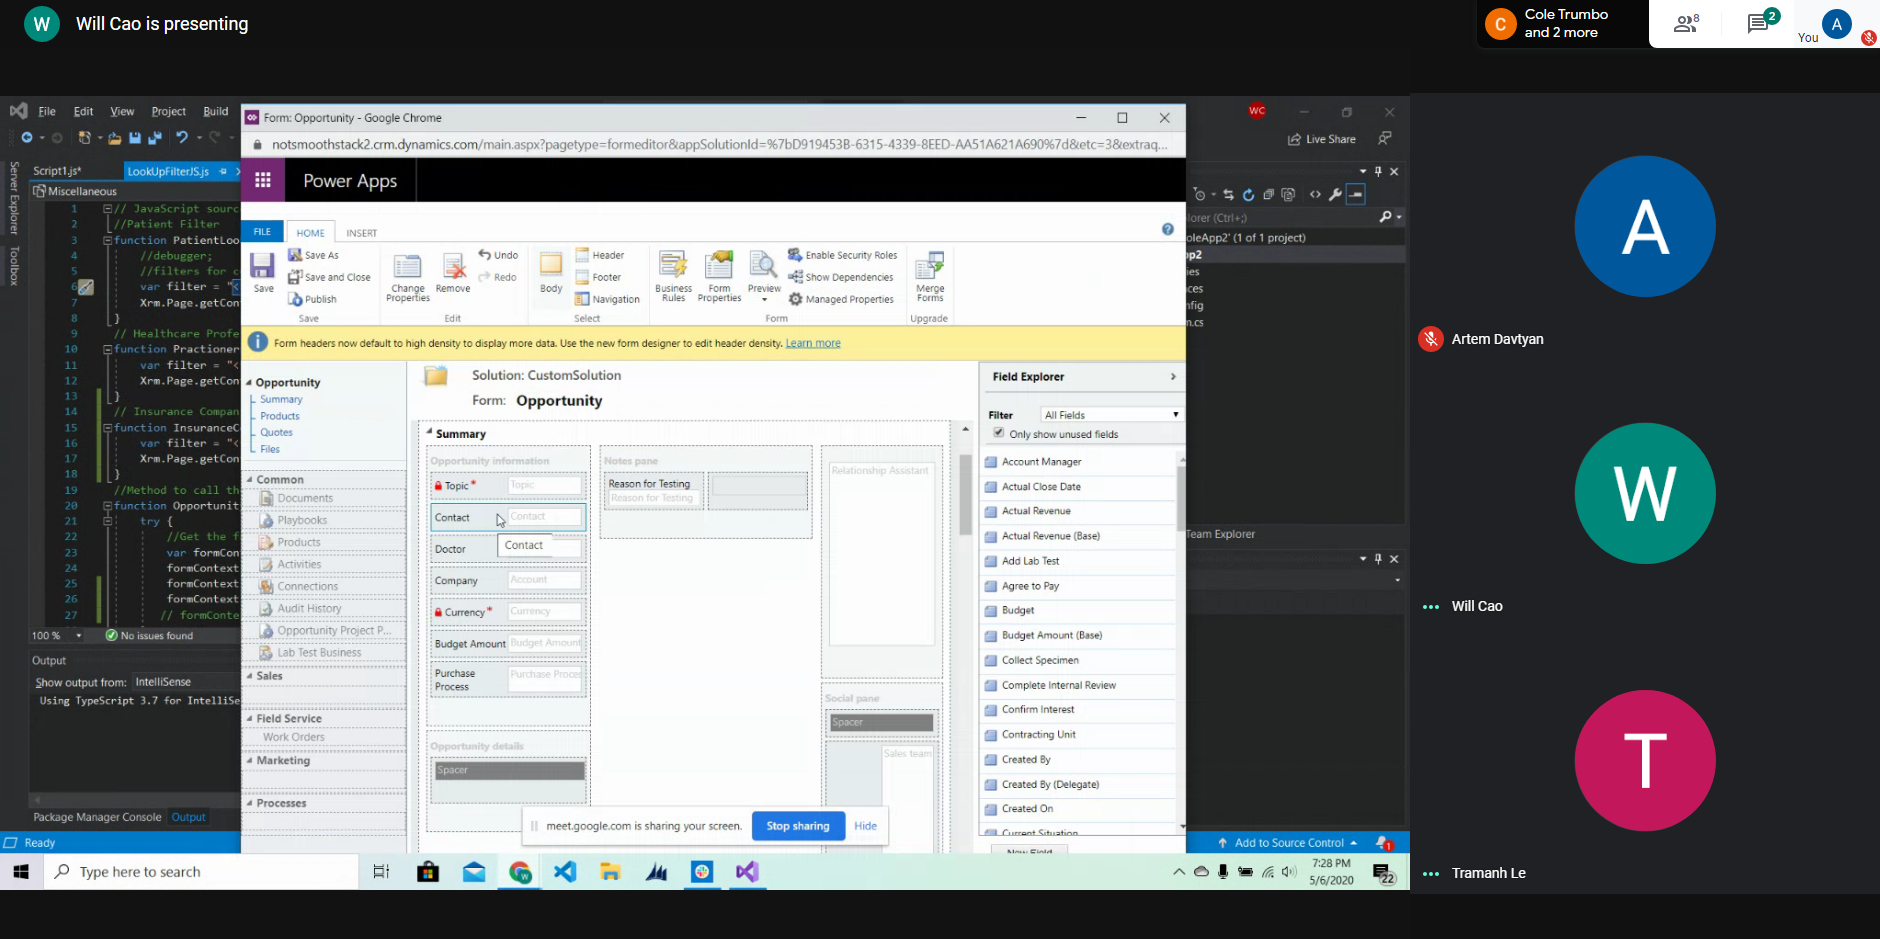 W Will Cao is presenting
C Cole Trumbo
and 2 more
8
2
You A
File Edit View Project Build
WC
Live Share
Form: Opportunity - Google Chrome
notsmoothstack2.crm.dynamics.com/main.aspx?pagetype=formeditor&appSolutionId=%7bD919453B-6315-4339-8EED-AA51A621A690%7d&etc=3&extraq...
Server Explorer
Toolbox
Script1.js*
LookUpFilterJS.js
Miscellaneous
1 // JavaScript sourc
2 //Patient Filter
3 function PatientLoo
4 //debugger;
5 //filters for c
6 var filter = "<
7 Xrm.Page.getCon
8 }
9 // Healthcare Profe
10 function Practioner
11 var filter = "<
12 Xrm.Page.getCon
13 }
14 // Insurance Compan
15 function InsuranceC
16 var filter = "<
17 Xrm.Page.getCon
18 }
19 //Method to call th
20 function Opportunit
21 try {
22 //Get the f
23 var formCon
24 formContext
25 formContext
26 formContext
27 // formConte
100 %
No issues found
Output
Show output from: IntelliSense
Using TypeScript 3.7 for IntelliSe
Package Manager Console Output
Ready
Power Apps
FILE HOME INSERT
Save
Save As
Save and Close
Publish
Save
Change Properties
Remove
Undo
Redo
Edit
Body
Header
Footer
Navigation
Select
Business Rules
Form Properties
Preview
Enable Security Roles
Show Dependencies
Managed Properties
Form
Merge Forms
Upgrade
Form headers now default to high density to display more data. Use the new form designer to edit header density. Learn more
Opportunity
Summary
Products
Quotes
Files
Common
Documents
Playbooks
Products
Activities
Connections
Audit History
Opportunity Project P...
Lab Test Business
Sales
Field Service
Work Orders
Marketing
Processes
Solution: CustomSolution
Form: Opportunity
Summary
Opportunity information
Topic * Topic
Contact Contact
Doctor
Contact
Company Account
Currency * Currency
Budget Amount Budget Amount
Purchase Process Purchase Proces
Opportunity details
Spacer
Notes pane
Reason for Testing
Reason for Testing
Relationship Assistant
Social pane
Spacer
Sales team
Field Explorer
Filter All Fields
Only show unused fields
Account Manager
Actual Close Date
Actual Revenue
Actual Revenue (Base)
Add Lab Test
Agree to Pay
Budget
Budget Amount (Base)
Collect Specimen
Complete Internal Review
Confirm Interest
Contracting Unit
Created By
Created By (Delegate)
Created On
Current Situation
New Field
lorer (Ctrl+;)
oleApp2' (1 of 1 project)
pp2
ies
nces
nfig
n.cs
Team Explorer
Add to Source Control
1
meet.google.com is sharing your screen. Stop sharing Hide
Type here to search
7:28 PM
5/6/2020
22
A
Artem Davtyan
W
Will Cao
T
Tramanh Le